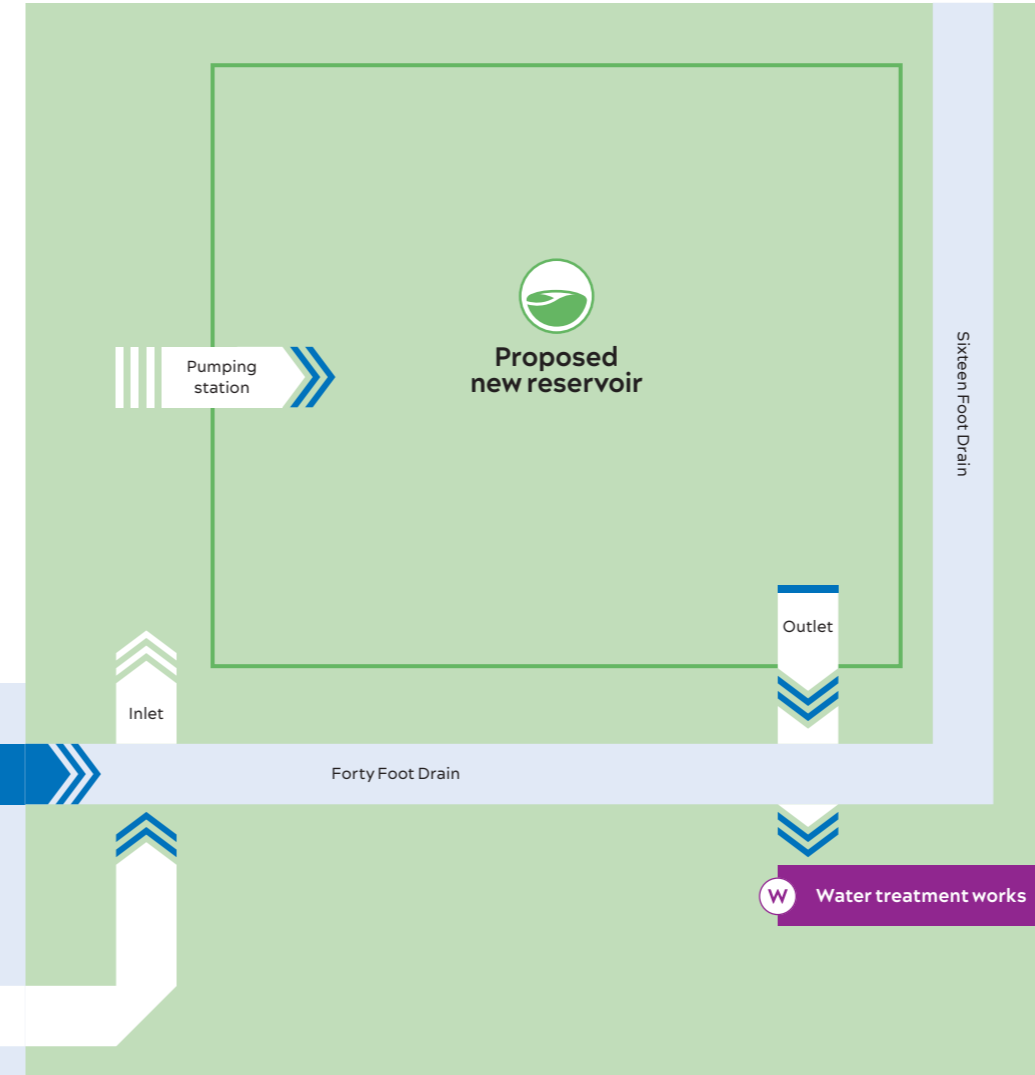 Proposed
new reservoir
Pumping
station
Sixteen Foot Drain
Outlet
Inlet
Forty Foot Drain
W
Water treatment works